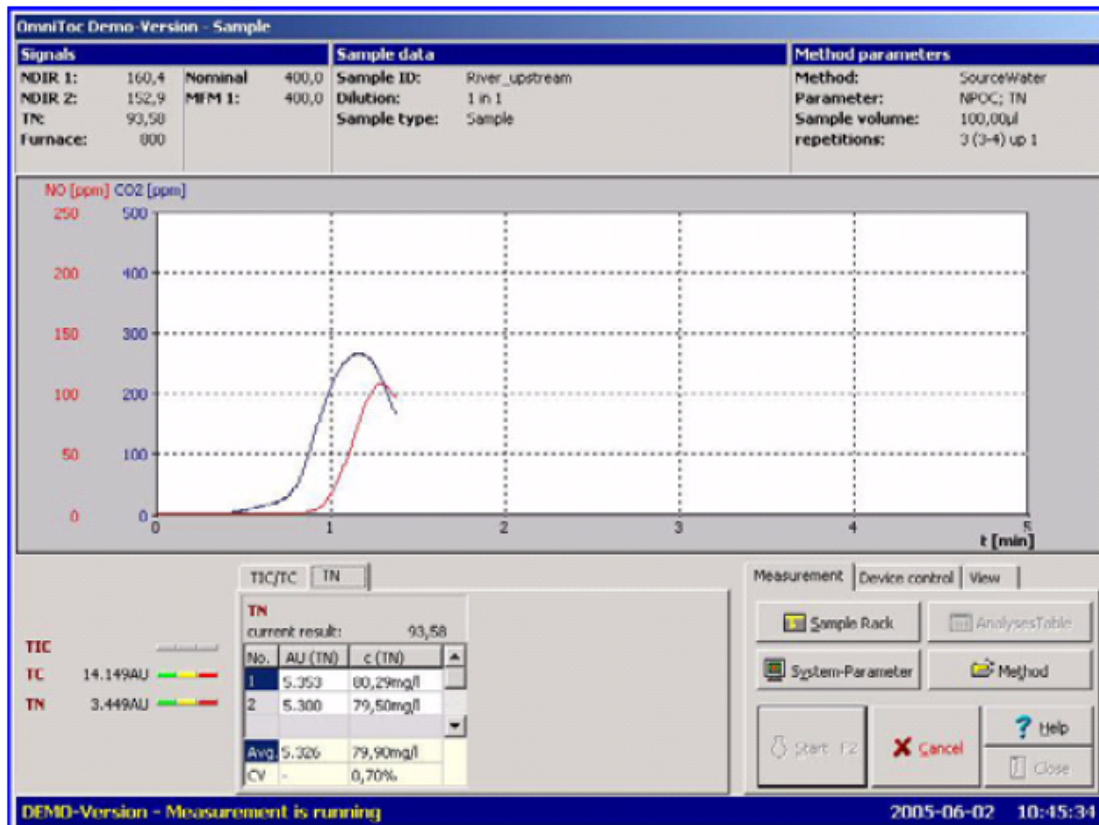 OmniToc Demo-Version - Sample
Signals
NDIR 1: 160,4 Nominal 400,0
NDIR 2: 152,9 MFM 1: 400,0
TN: 93,58
Furnace: 800
Sample data
Sample ID: River_upstream
Dilution: 1 in 1
Sample type: Sample
Method parameters
Method: SourceWater
Parameter: NPOC; TN
Sample volume: 100,00µl
repetitions: 3 (3-4) up 1
NO [ppm] CO2 [ppm]
250 500
200 400
150 300
100 200
50 100
0 0
0 1 2 3 4 5
t [min]
TIC
TC 14.149AU
TN 3.449AU
TIC/TC TN
TN
current result: 93,58
No. AU (TN) c (TN)
1 5.353 80,29mg/l
2 5.300 79,50mg/l
Avg. 5.326 79,90mg/l
CV - 0,70%
Measurement Device control View
Sample Rack AnalysesTable
System-Parameter Method
Start F2 Cancel Help
Close
DEMO-Version - Measurement is running 2005-06-02 10:45:34